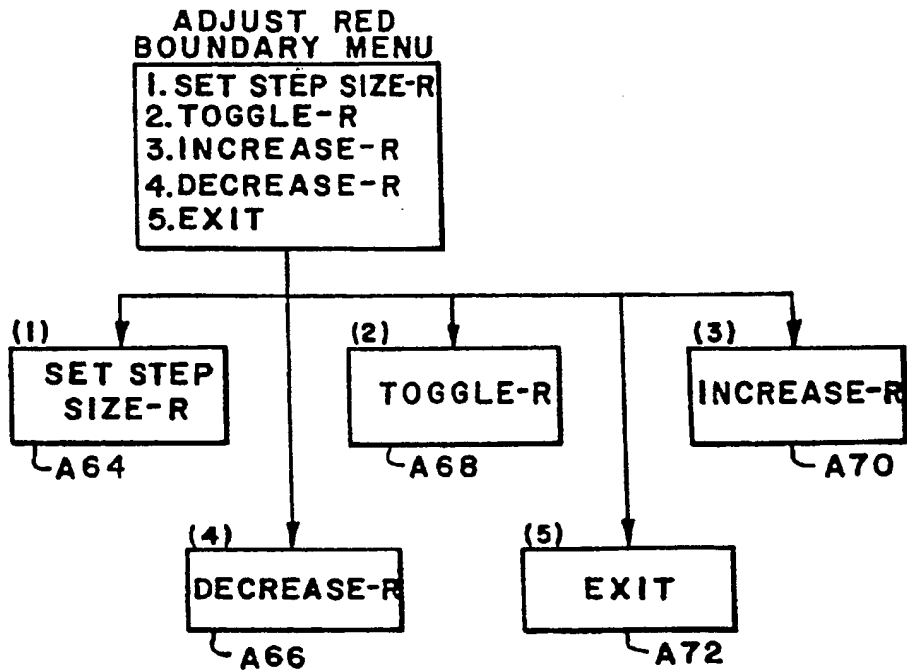 ADJUST RED
BOUNDARY MENU
1. SET STEP SIZE-R
2. TOGGLE-R
3. INCREASE-R
4. DECREASE-R
5. EXIT
(1)
SET STEP
SIZE-R
A64
(2)
TOGGLE-R
A68
(3)
INCREASE-R
A70
(4)
DECREASE-R
A66
(5)
EXIT
A72